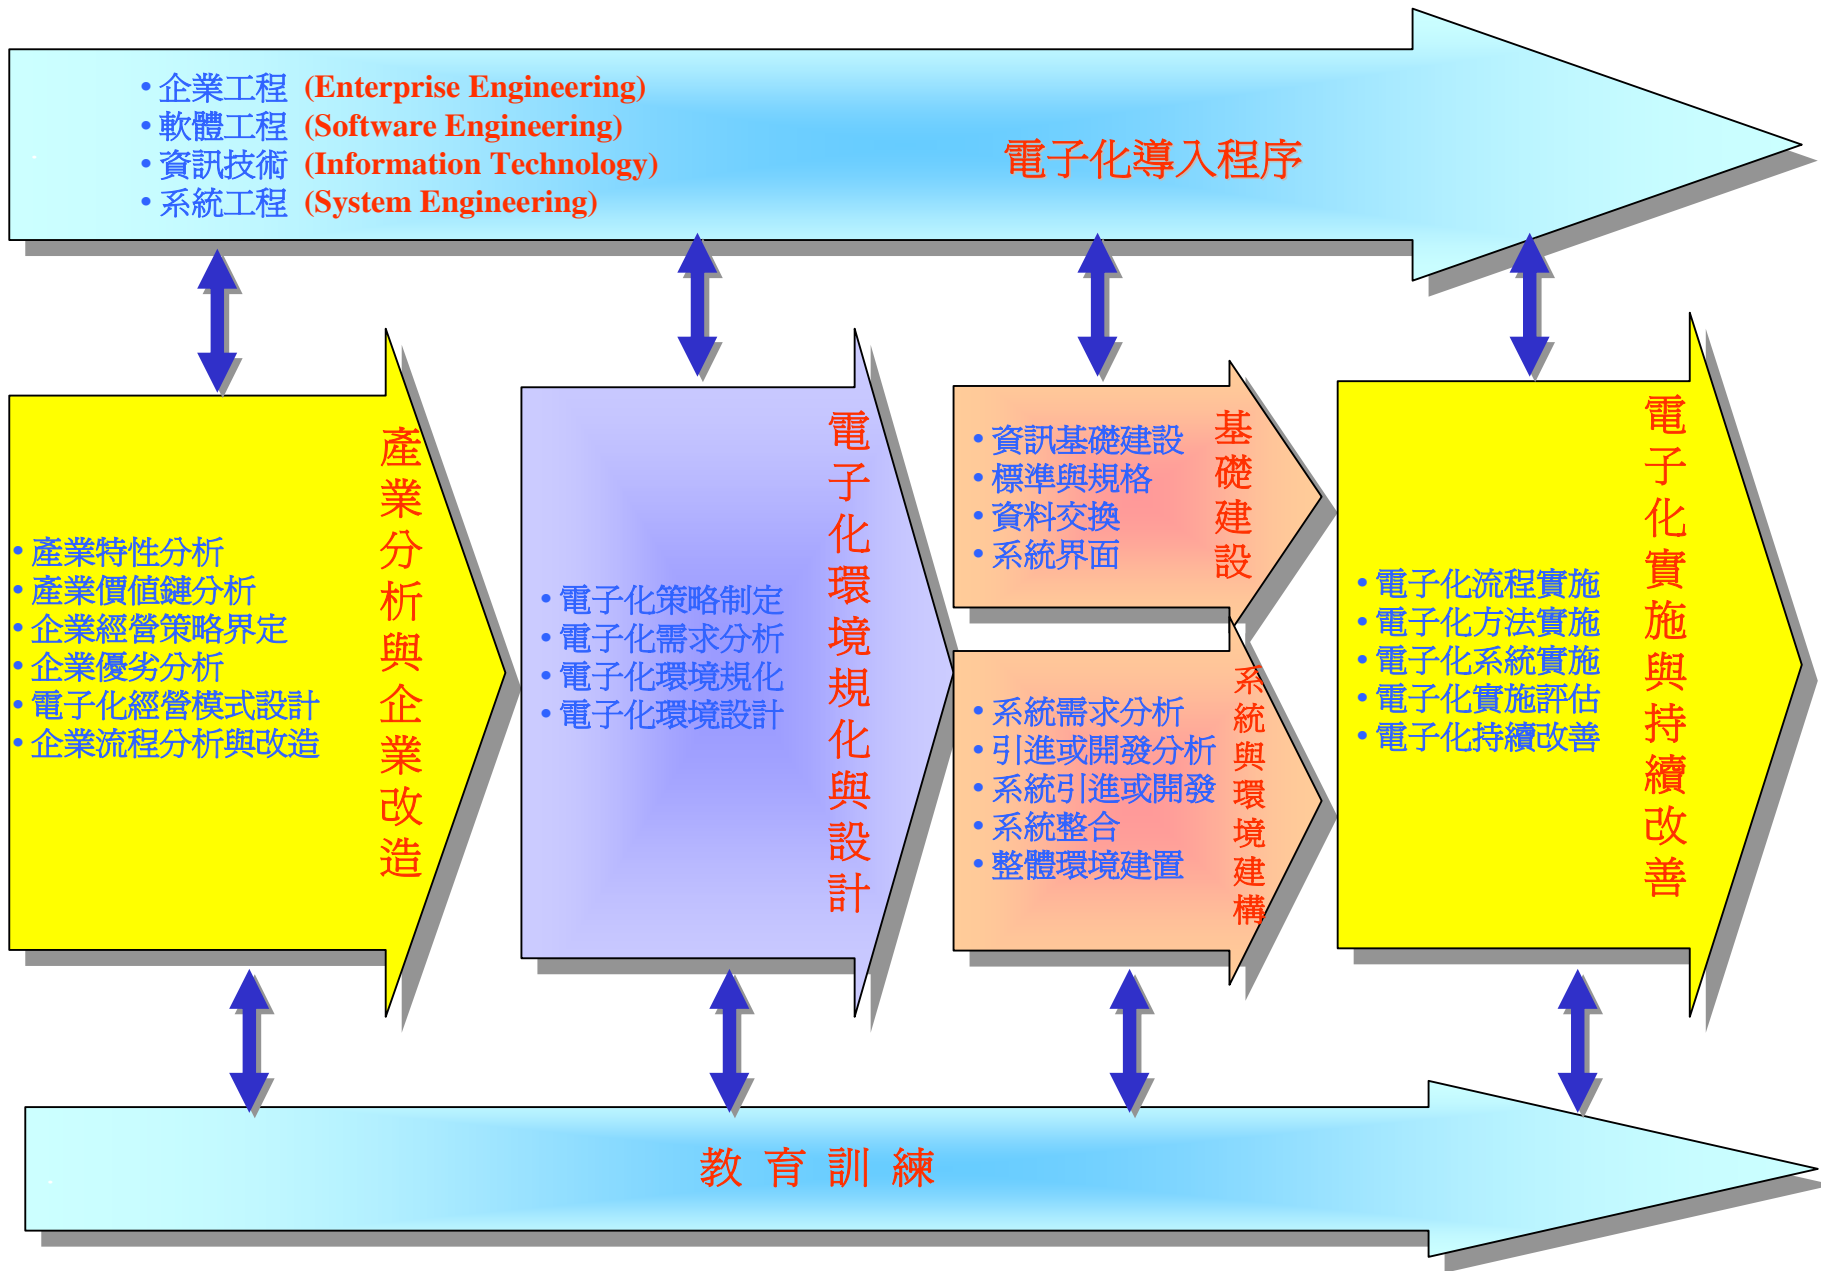 • 企業工程 (Enterprise Engineering)
• 軟體工程 (Software Engineering)
• 資訊技術 (Information Technology)
• 系統工程 (System Engineering)
電子化導入程序
• 產業特性分析
• 產業價值鏈分析
• 企業經營策略界定
• 企業優劣分析
• 電子化經營模式設計
• 企業流程分析與改造
產業分析與企業改造
• 電子化策略制定
• 電子化需求分析
• 電子化環境規化
• 電子化環境設計
電子化環境規化與設計
• 資訊基礎建設
• 標準與規格
• 資料交換
• 系統界面
基礎建設
• 系統需求分析
• 引進或開發分析
• 系統引進或開發
• 系統整合
• 整體環境建置
系統與環境建構
• 電子化流程實施
• 電子化方法實施
• 電子化系統實施
• 電子化實施評估
• 電子化持續改善
電子化實施與持續改善
教 育 訓 練